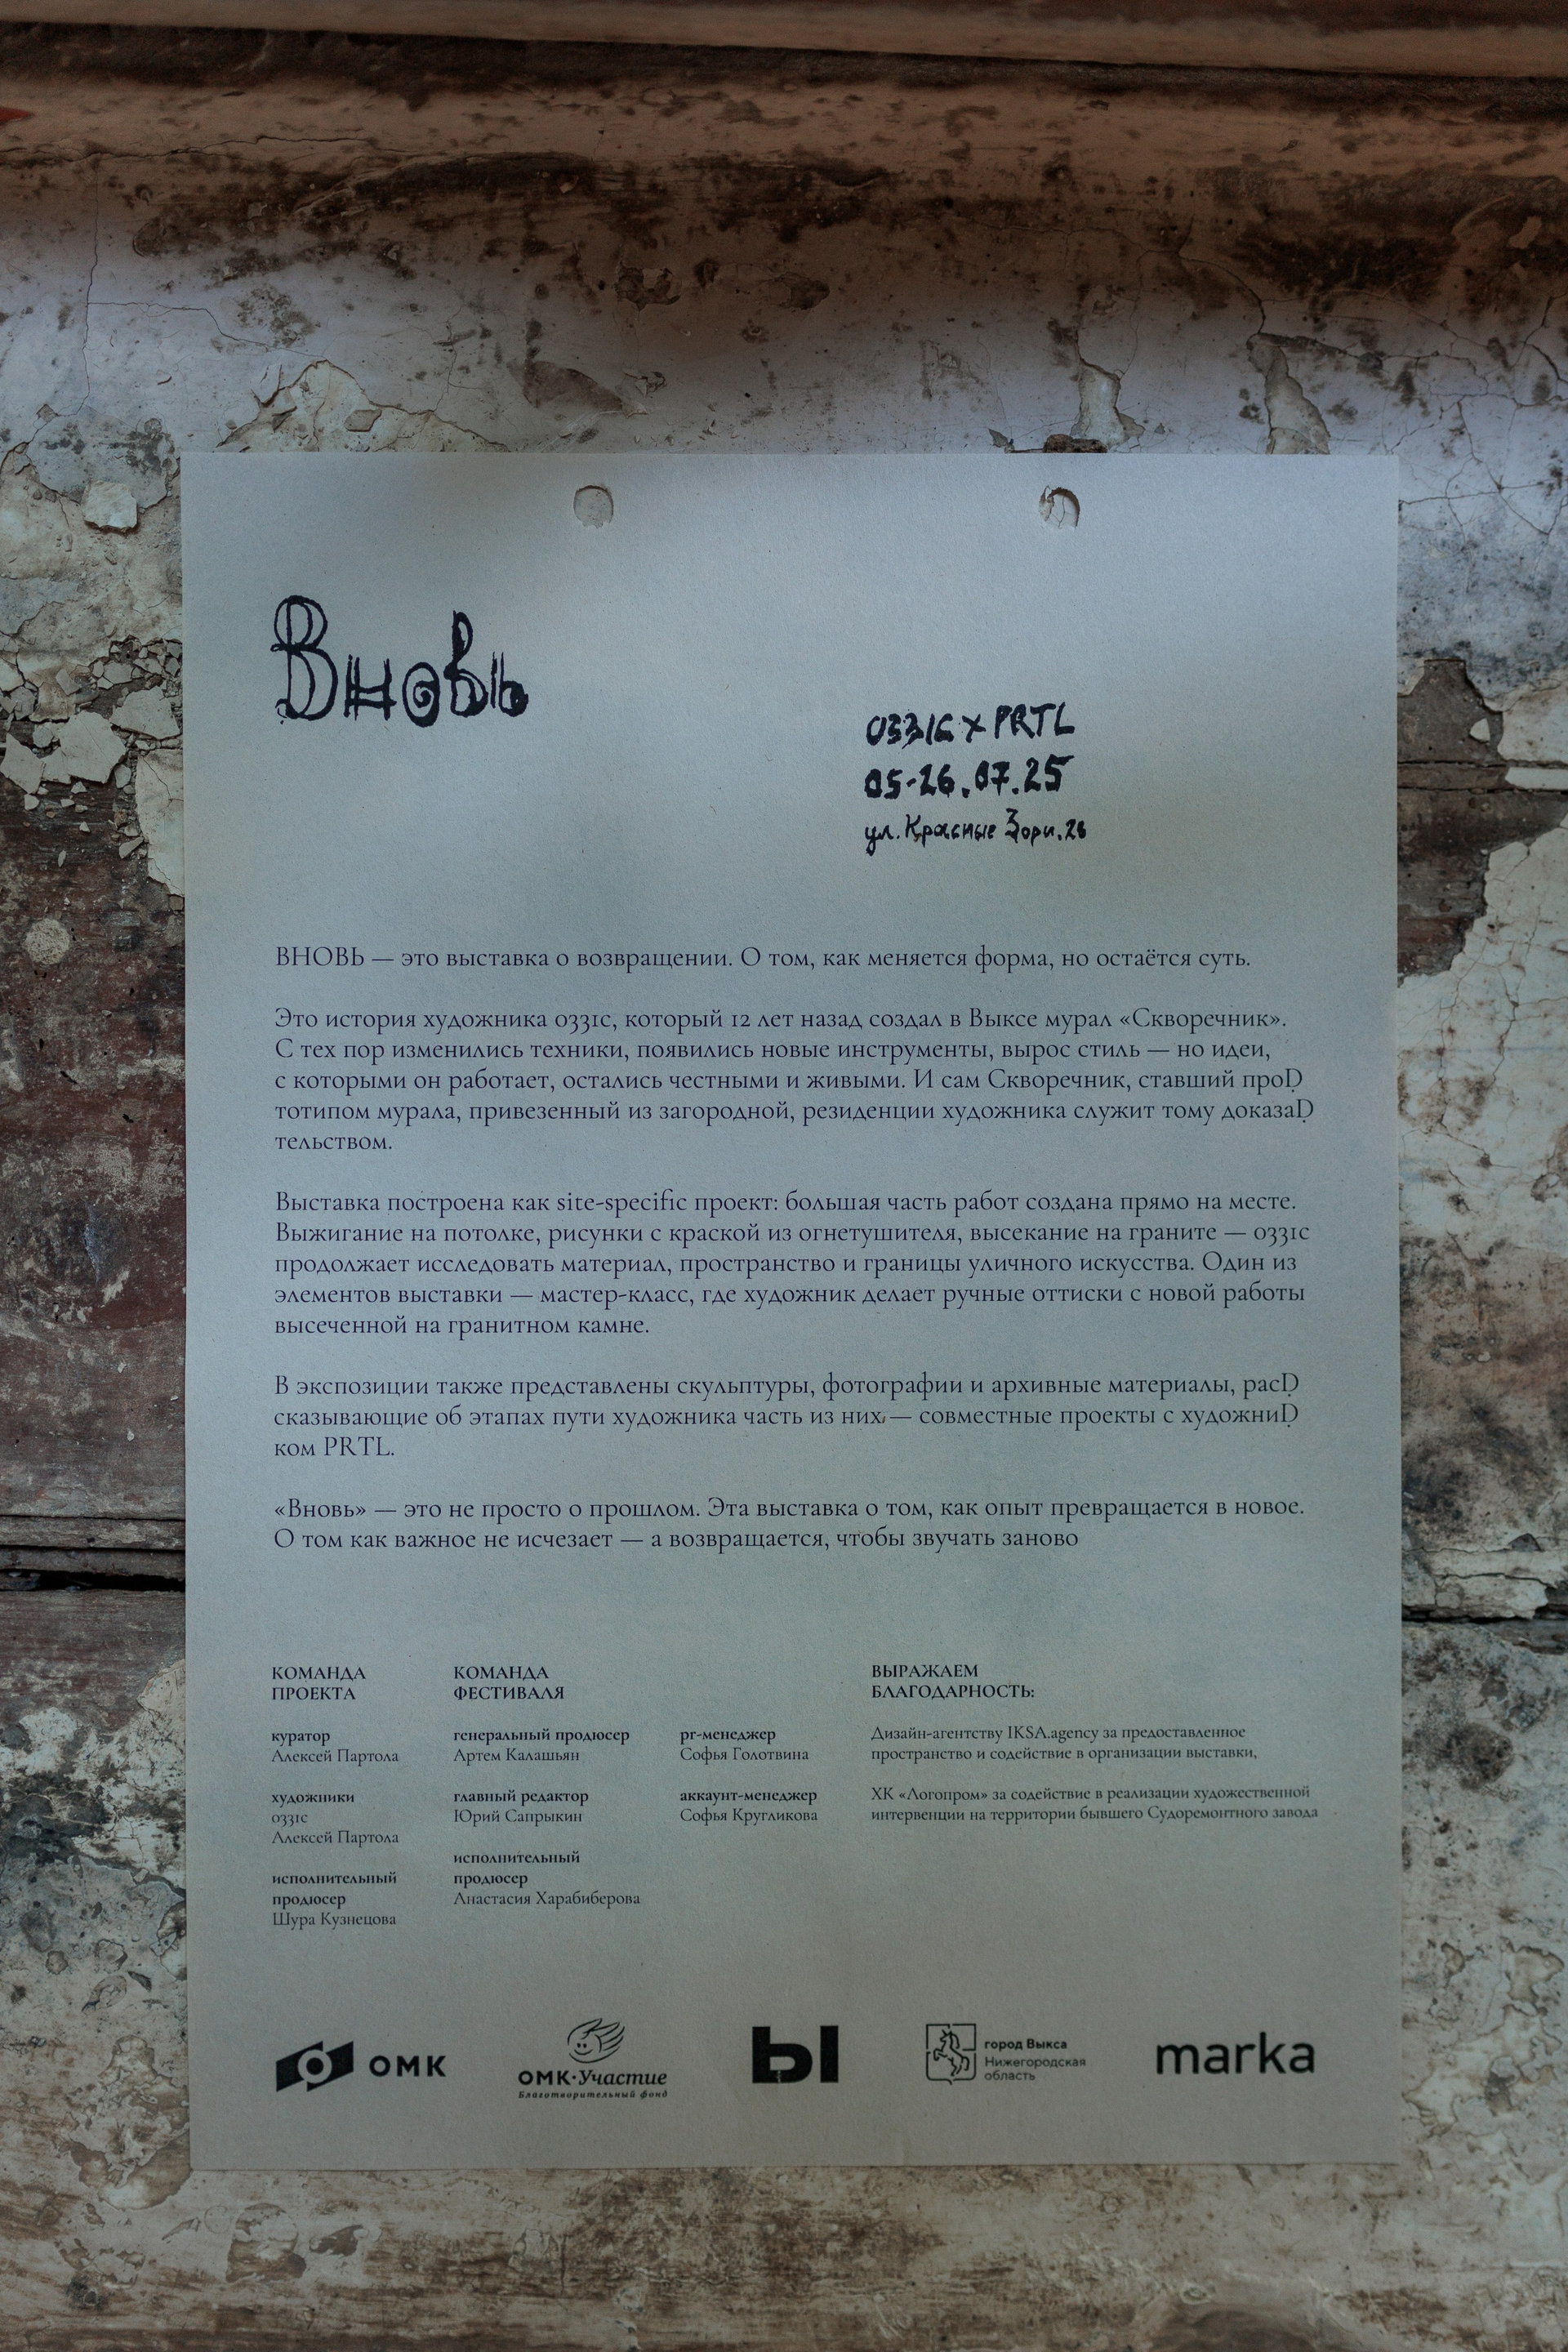 Вновь
0331C x PRTL
05-26.07.25
ул. Красные Зори, 2в
ВНОВЬ — это выставка о возвращении. О том, как меняется форма, но остаётся суть.
Это история художника 0331c, который 12 лет назад создал в Выксе мурал «Скворечник».
С тех пор изменились техники, появились новые инструменты, вырос стиль — но идеи,
с которыми он работает, остались честными и живыми. И сам Скворечник, ставший проD
тотипом мурала, привезенный из загородной, резиденции художника служит тому доказаD
тельством.
Выставка построена как site-specific проект: большая часть работ создана прямо на месте.
Выжигание на потолке, рисунки с краской из огнетушителя, высекание на граните — 0331c
продолжает исследовать материал, пространство и границы уличного искусства. Один из
элементов выставки — мастер-класс, где художник делает ручные оттиски с новой работы
высеченной на гранитном камне.
В экспозиции также представлены скульптуры, фотографии и архивные материалы, расD
сказывающие об этапах пути художника часть из них — совместные проекты с художниD
ком PRTL.
«Вновь» — это не просто о прошлом. Эта выставка о том, как опыт превращается в новое.
О том как важное не исчезает — а возвращается, чтобы звучать заново
КОМАНДА
ПРОЕКТА
куратор
Алексей Партола
художники
0331c
Алексей Партола
исполнительный
продюсер
Шура Кузнецова
КОМАНДА
ФЕСТИВАЛЯ
генеральный продюсер
Артем Калашьян
главный редактор
Юрий Сапрыкин
исполнительный
продюсер
Анастасия Харабиберова
pr-менеджер
Софья Голотвина
аккаунт-менеджер
Софья Кругликова
ВЫРАЖАЕМ
БЛАГОДАРНОСТЬ:
Дизайн-агентству IKSA.agency за предоставленное
пространство и содействие в организации выставки,
ХК «Логопром» за содействие в реализации художественной
интервенции на территории бывшего Судоремонтного завода
ОМК
ОМК·Участие
Благотворительный фонд
Ы
город Выкса
Нижегородская
область
marka